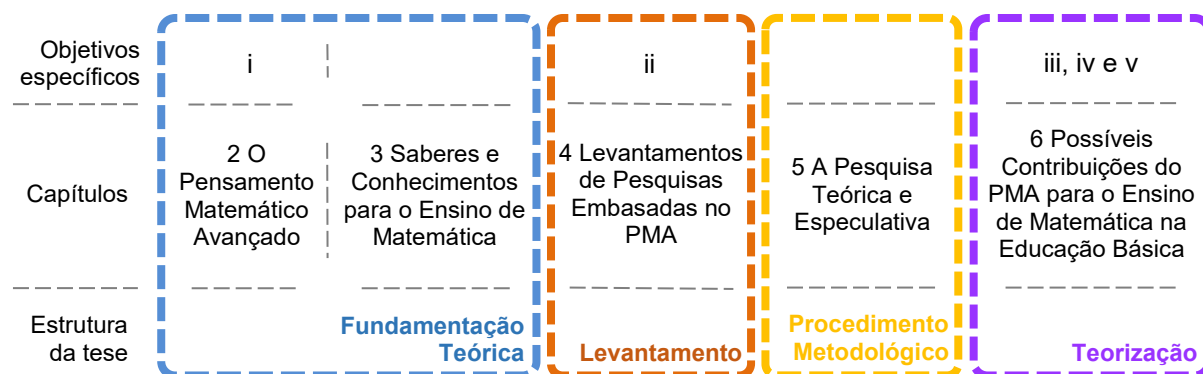 Objetivos
específicos
i
ii
iii, iv e v
Capítulos
2 O
Pensamento
Matemático
Avançado
3 Saberes e
Conhecimentos
para o Ensino de
Matemática
4 Levantamentos
de Pesquisas
Embasadas no
PMA
5 A Pesquisa
Teórica e
Especulativa
6 Possíveis
Contribuições do
PMA para o Ensino
de Matemática na
Educação Básica
Estrutura
da tese
Fundamentação
Teórica
Levantamento
Procedimento
Metodológico
Teorização